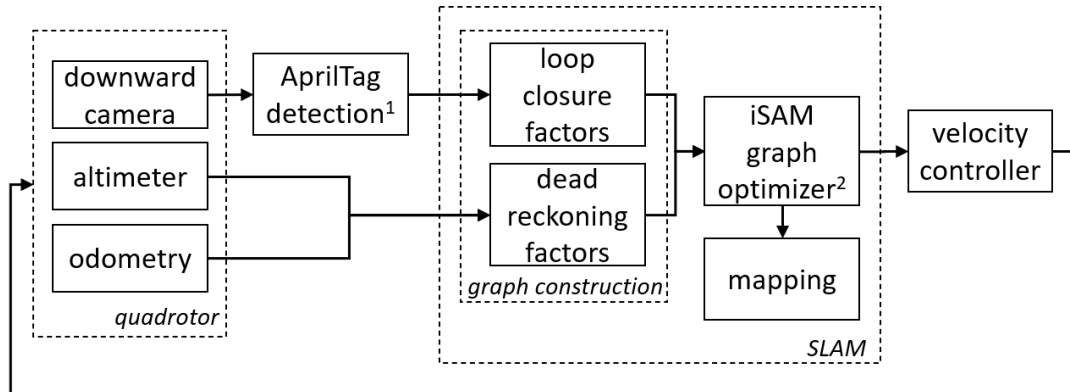 downward
camera
altimeter
odometry
quadrotor
AprilTag
detection¹
loop
closure
factors
dead
reckoning
factors
graph construction
iSAM
graph
optimizer²
mapping
SLAM
velocity
controller